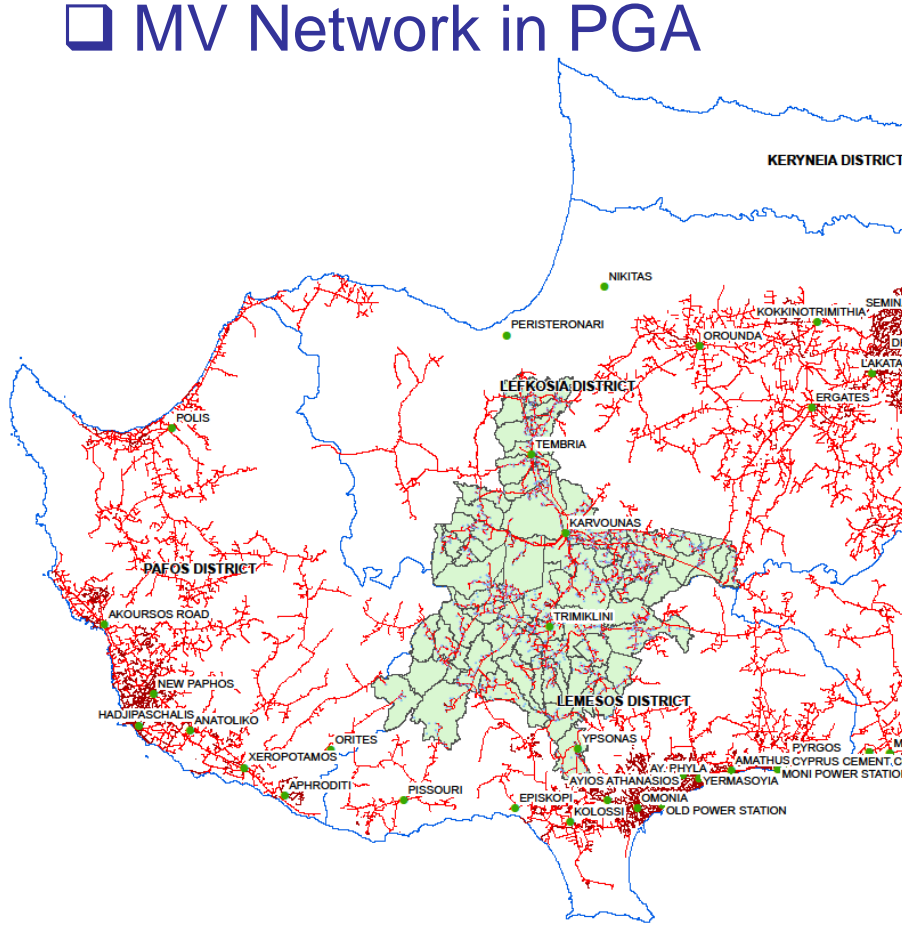 ❑ MV Network in PGA
KERYNEIA DISTRICT
NIKITAS
SEMIN
KOKKINOTRIMITHIA
PERISTERONARI
OROUNDA
DI
LAKATA
LEFKOSIA DISTRICT
ERGATES
POLIS
TEMBRIA
KARVOUNAS
PAFOS DISTRICT
AKOURSOS ROAD
TRIMIKLINI
NEW PAPHOS
LEMESOS DISTRICT
HADJIPASCHALIS
ANATOLIKO
ORITES
YPSONAS
PYRGOS
M
XEROPOTAMOS
AMATHUS
CYPRUS CEMENT,C
AY. PHYLA
MONI POWER STATIO
APHRODITI
AYIOS ATHANASIOS
YERMASOYIA
PISSOURI
EPISKOPI
OMONIA
KOLOSSI
OLD POWER STATION